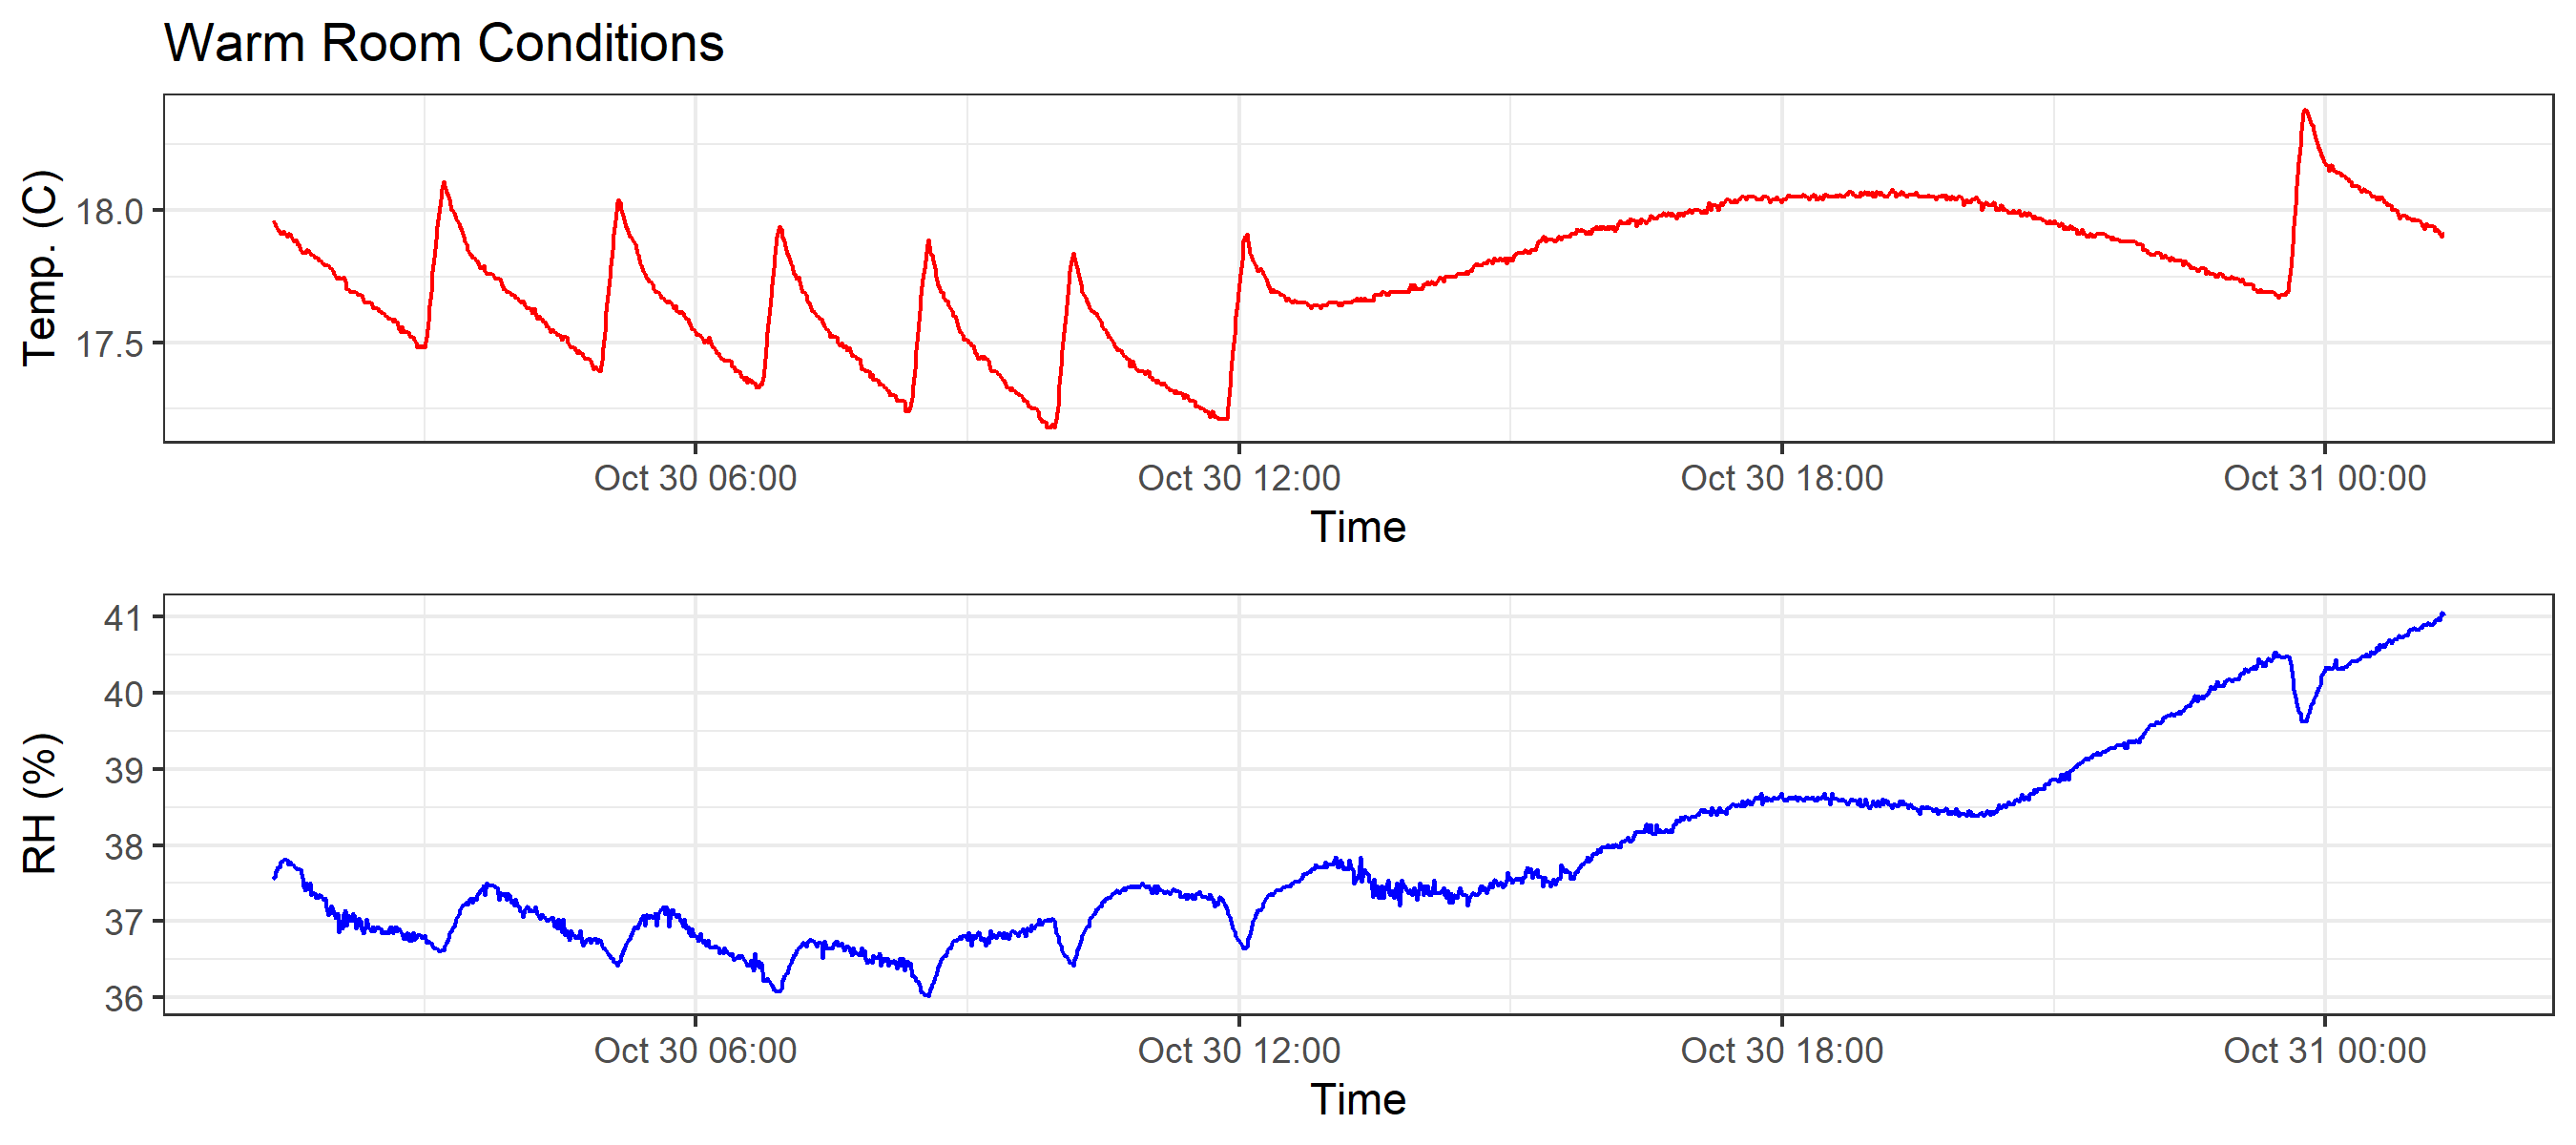 Warm Room Conditions
Temp. (C)
18.0
17.5
Oct 30 06:00 Oct 30 12:00 Oct 30 18:00 Oct 31 00:00
Time
RH (%)
41
40
39
38
37
36
Oct 30 06:00 Oct 30 12:00 Oct 30 18:00 Oct 31 00:00
Time